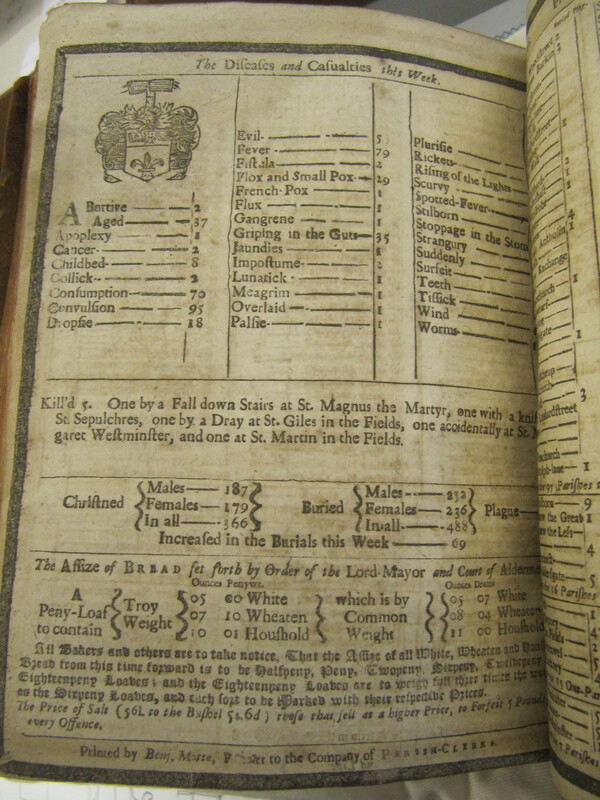 The Diseases and Casualties this Week.
Abortive 2
Aged 37
Apoplexy 1
Cancer 2
Childbed 8
Collick 2
Consumption 70
Convulsion 95
Dropsie 18
Evil 5
Fever 79
Fistula 2
Flox and Small Pox 29
French-Pox 1
Flux 1
Gangrene 1
Griping in the Guts 35
Jaundies 1
Impostume 2
Lunatick 1
Meagrim 1
Overlaid 1
Palsie 1
Plurisie
Rickets
Rising of the Lights
Scurvy
Spotted-Fever
Stilborn
Stoppage in the Stom
Strangury
Suddenly
Surfeit
Teeth
Tissick
Wind
Worms
Kill'd 5. One by a Fall down Stairs at St. Magnus the Martyr, one with a knif
St. Sepulchres, one by a Dray at St. Giles in the Fields, one accidentally at St. M
garet Westminster, and one at St. Martin in the Fields.
Christned Males 187 Females 179 In all 366
Buried Males 252 Females 236 In all 488
Plague
Increased in the Burials this Week 69
The Assize of BREAD set forth by Order of the Lord-Mayor and Court of Alderme
Ounces Penywt. Ounces Drams
A Peny-Loaf to contain Troy Weight
05 00 White
07 10 Wheaten
10 01 Houshold
which is by Common Weight
05 07 White
08 04 Wheaten
11 00 Houshold
All Bakers and others are to take notice, That the Assize of all White, Wheaten and
Bread from this time forward is to be Halfpeny, Peny, Twopeny, Sixpeny, Twelvepeny
Eighteenpeny Loaves: and the Eighteenpeny Loaves are to weigh full three times the
as the Sixpeny Loaves, and each sort to be Marked with their respective Prices.
The Price of Salt (56l. to the Bushel 5s.6d) those that sell at a higher Price, to Forfeit 5 Pounds
every Offence.
Printed by Benj. Motte, Printer to the Company of PARISH-CLERKS.